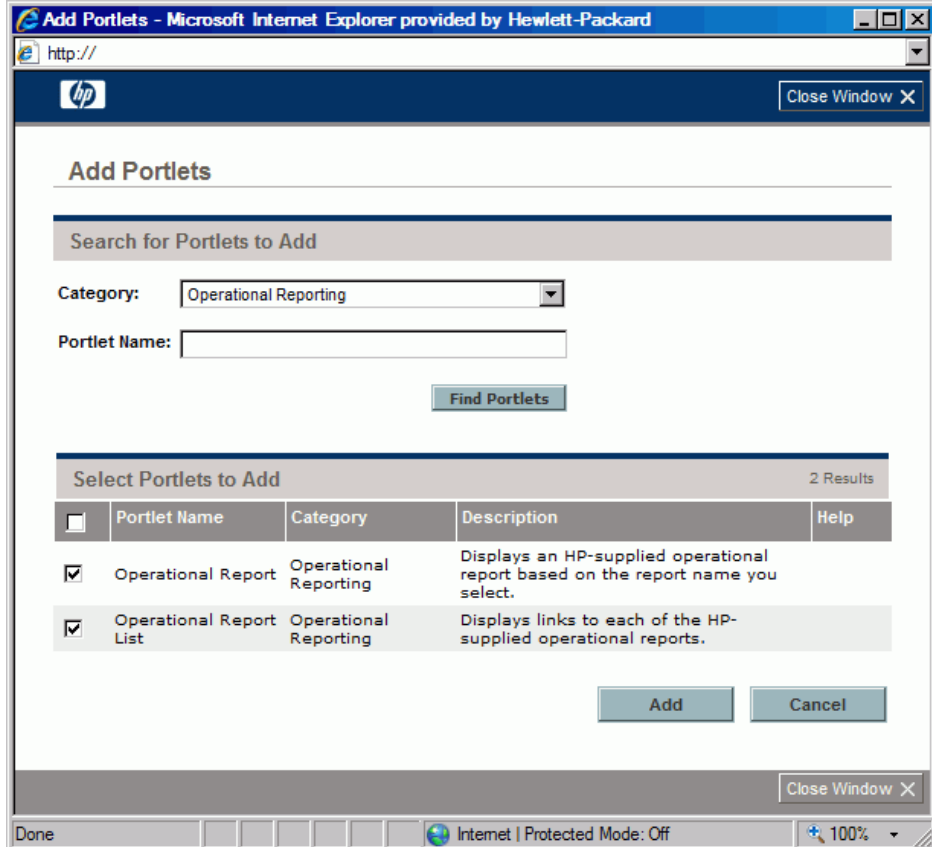 Add Portlets - Microsoft Internet Explorer provided by Hewlett-Packard
http://
hp
Close Window X
Add Portlets
Search for Portlets to Add
Category: Operational Reporting
Portlet Name:
Find Portlets
Select Portlets to Add 2 Results
Portlet Name Category Description Help
Operational Report Operational Reporting Displays an HP-supplied operational
report based on the report name you
select.
Operational Report List Operational Reporting Displays links to each of the HP-
supplied operational reports.
Add Cancel
Close Window X
Done Internet | Protected Mode: Off 100%